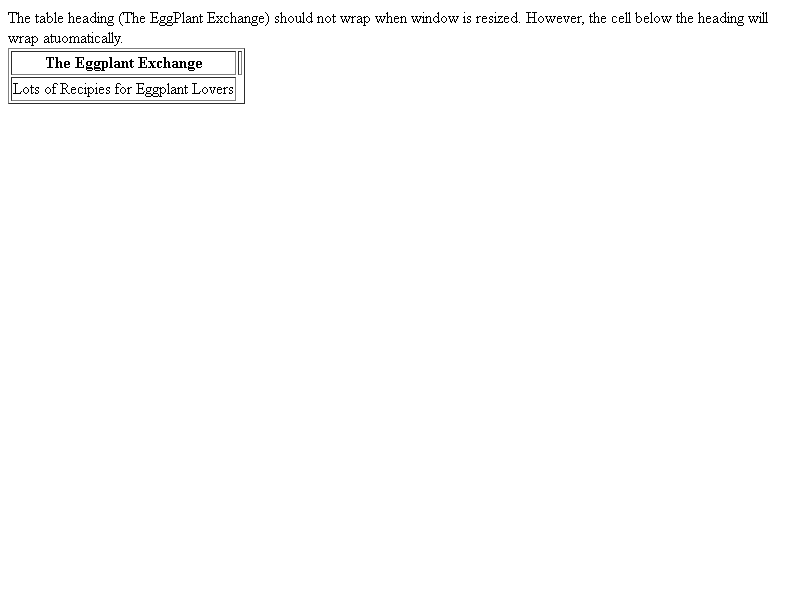 The table heading (The EggPlant Exchange) should not wrap when window is resized. However, the cell below the heading will
wrap atuomatically.
The Eggplant Exchange
Lots of Recipies for Eggplant Lovers